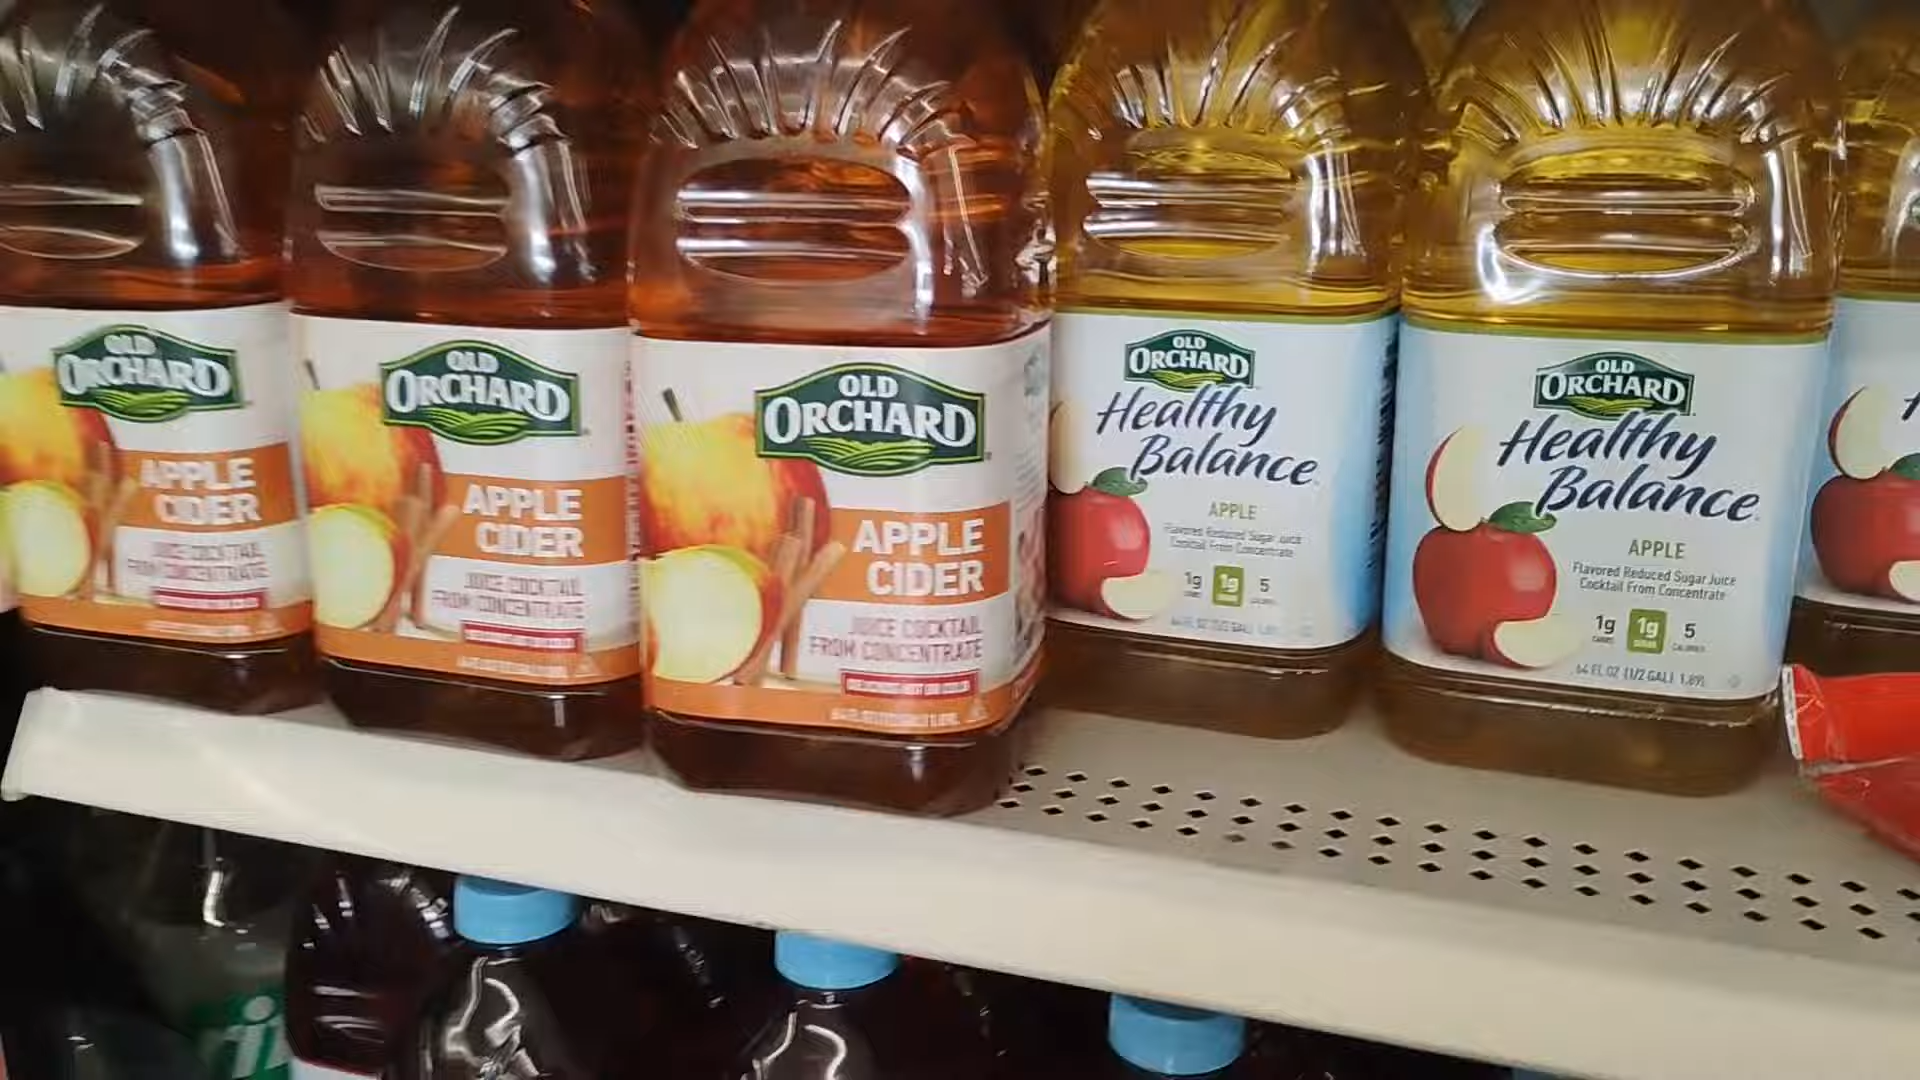 OLD
ORCHARD
APPLE
CIDER
JUICE COCKTAIL
FROM CONCENTRATE
OLD
ORCHARD
APPLE
CIDER
JUICE COCKTAIL
FROM CONCENTRATE
OLD
ORCHARD
APPLE
CIDER
JUICE COCKTAIL
FROM CONCENTRATE
OLD
ORCHARD
Healthy
Balance
APPLE
Flavored Reduced Sugar Juice
Cocktail From Concentrate
1g 1g 5
OLD
ORCHARD
Healthy
Balance
APPLE
Flavored Reduced Sugar Juice
Cocktail From Concentrate
1g 1g 5
CARBS SUGAR CALORIES
64 FL OZ (1/2 GAL) 1.89L